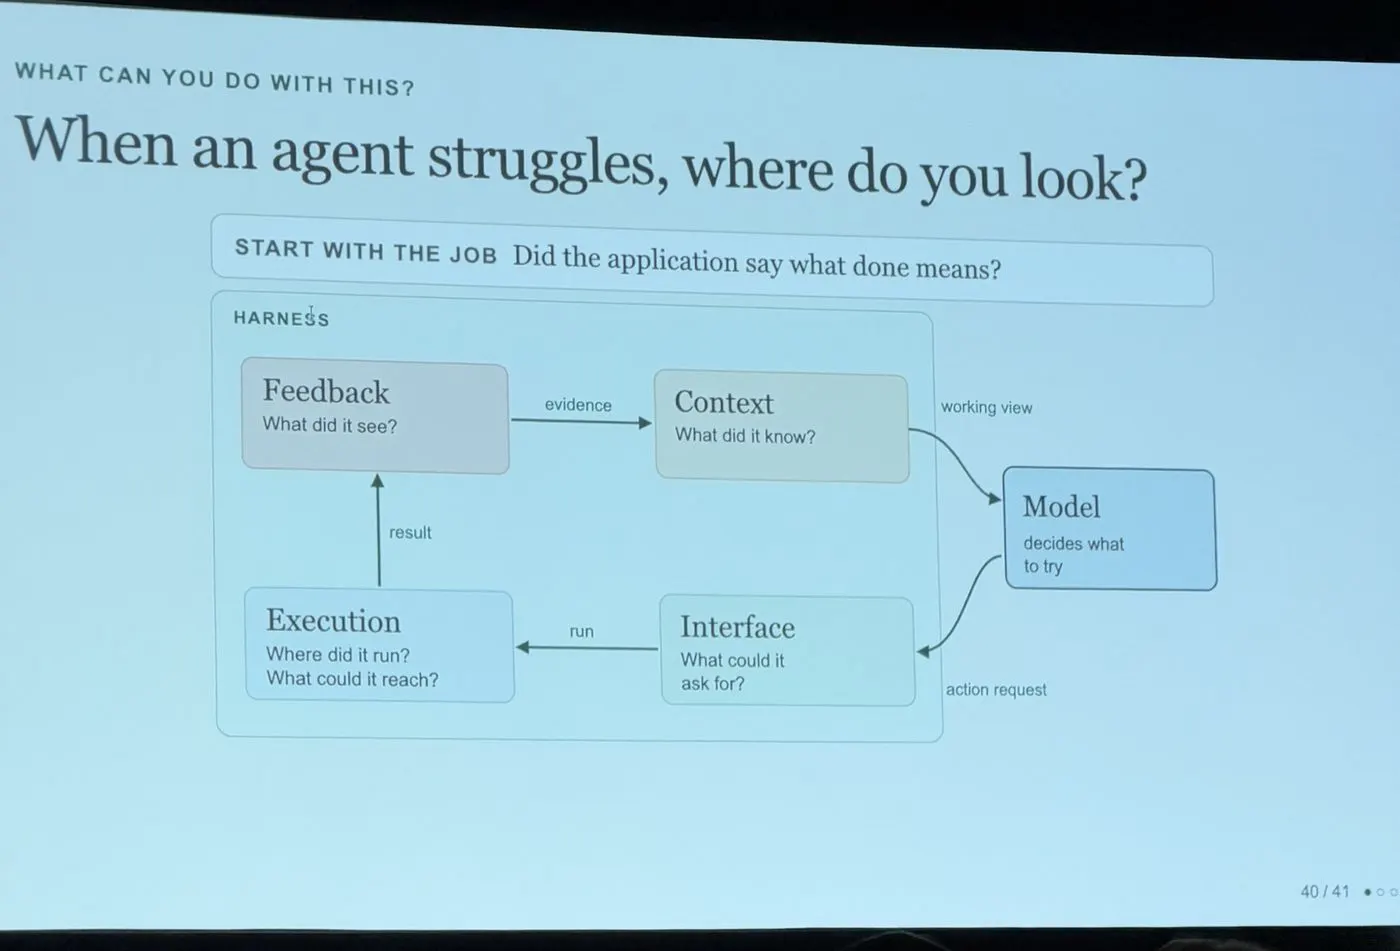 WHAT CAN YOU DO WITH THIS?
When an agent struggles, where do you look?
START WITH THE JOB Did the application say what done means?
HARNESS
Feedback
What did it see?
evidence
Context
What did it know?
working view
Model
decides what
to try
result
Execution
Where did it run?
What could it reach?
run
Interface
What could it
ask for?
action request
40 / 41